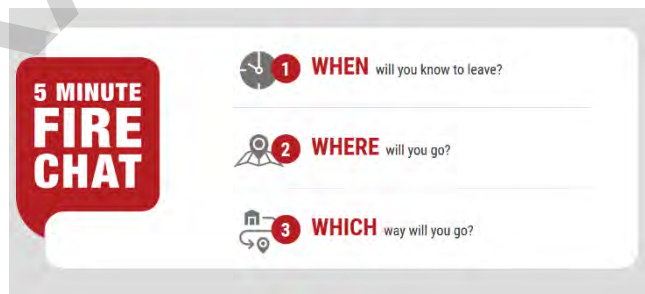 5 MINUTE
FIRE
CHAT
1 WHEN will you know to leave?
2 WHERE will you go?
3 WHICH way will you go?